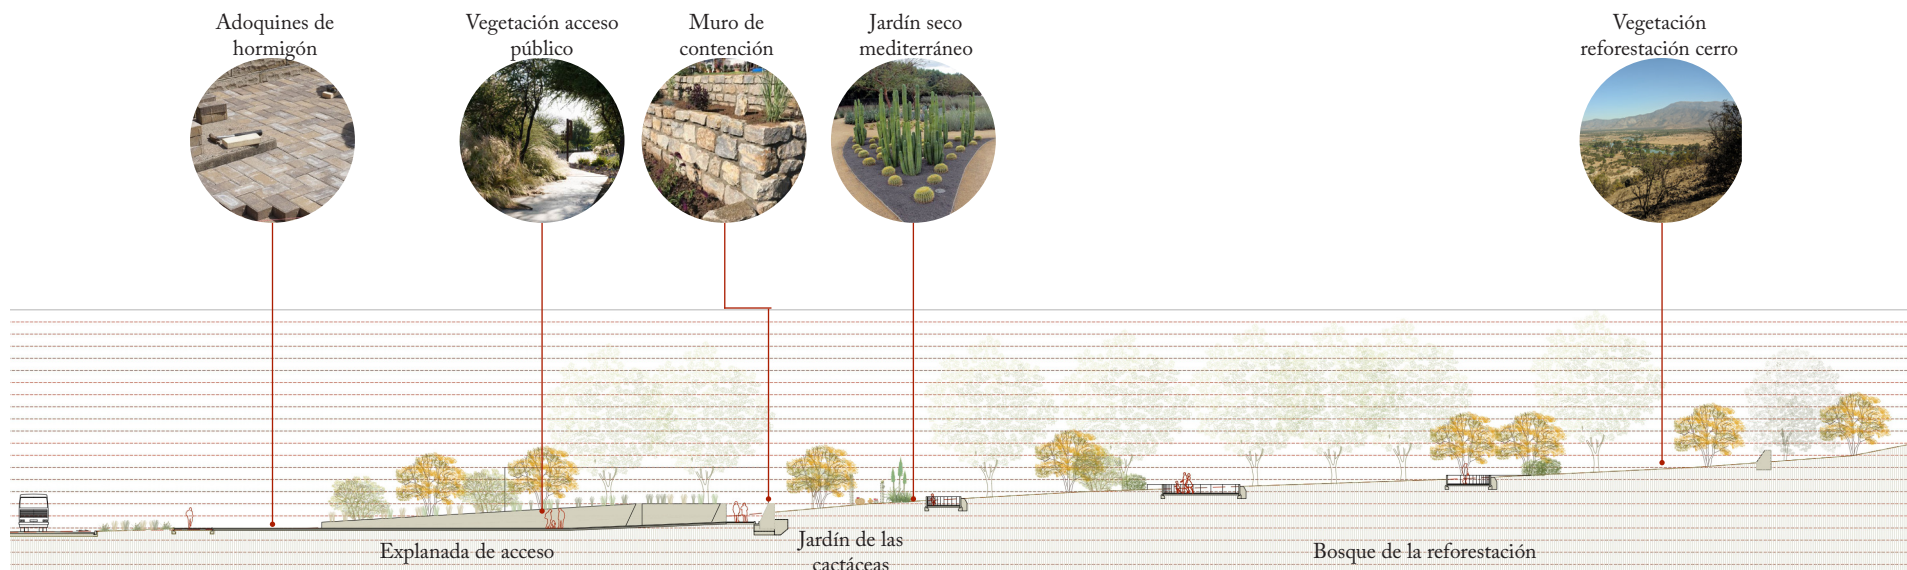 Adoquines de
hormigón
Vegetación acceso
público
Muro de
contención
Jardín seco
mediterráneo
Vegetación
reforestación cerro
Explanada de acceso
Jardín de las
cactáceas
Bosque de la reforestación